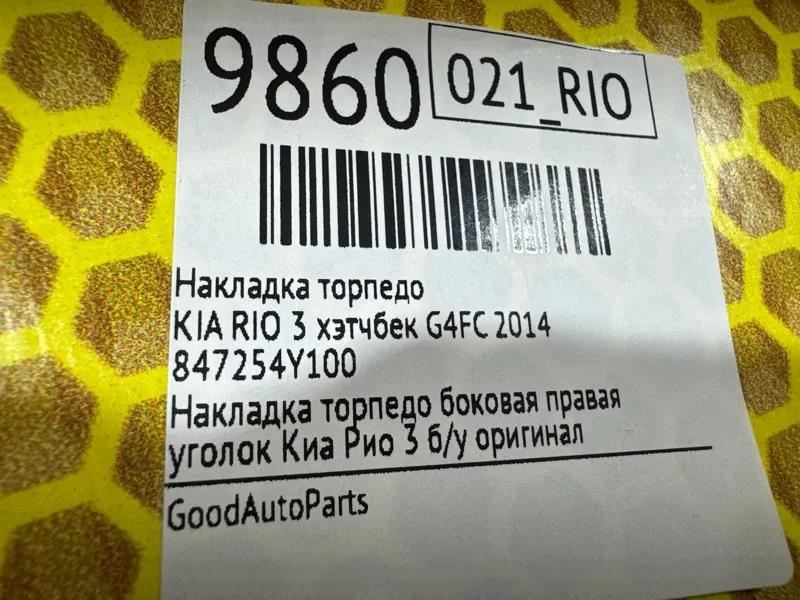 9860
021_RIO
Накладка торпедо
KIA RIO 3 хэтчбек G4FC 2014
847254Y100
Накладка торпедо боковая правая
уголок Киа Рио 3 б/у оригинал
GoodAutoParts